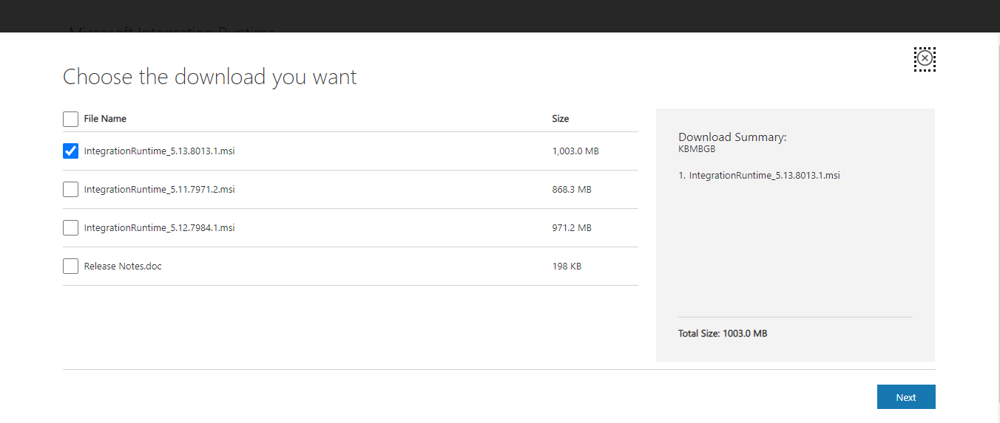 Microsoft Integration Runtime
Choose the download you want
File Name Size
IntegrationRuntime_5.13.8013.1.msi 1,003.0 MB
IntegrationRuntime_5.11.7971.2.msi 868.3 MB
IntegrationRuntime_5.12.7984.1.msi 971.2 MB
Release Notes.doc 198 KB
Download Summary:
KBMBGB
1. IntegrationRuntime_5.13.8013.1.msi
Total Size: 1003.0 MB
Next